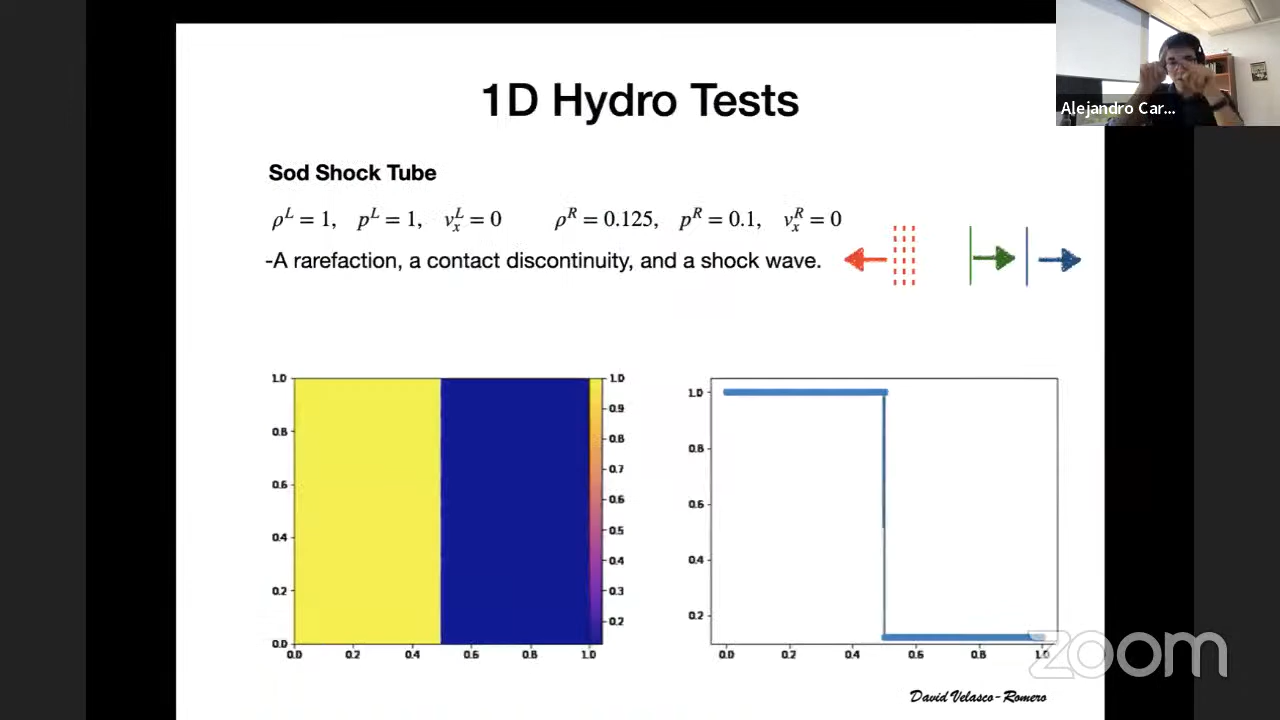 1D Hydro Tests
Alejandro Car...
Sod Shock Tube
ρ^L = 1, p^L = 1, v_x^L = 0 ρ^R = 0.125, p^R = 0.1, v_x^R = 0
-A rarefaction, a contact discontinuity, and a shock wave.
1.0
0.8
0.6
0.4
0.2
0.0
0.0 0.2 0.4 0.6 0.8 1.0
1.0
0.9
0.8
0.7
0.6
0.5
0.4
0.3
0.2
1.0
0.8
0.6
0.4
0.2
0.0 0.2 0.4 0.6 0.8 1.0
zoom
David Velasco-Romero